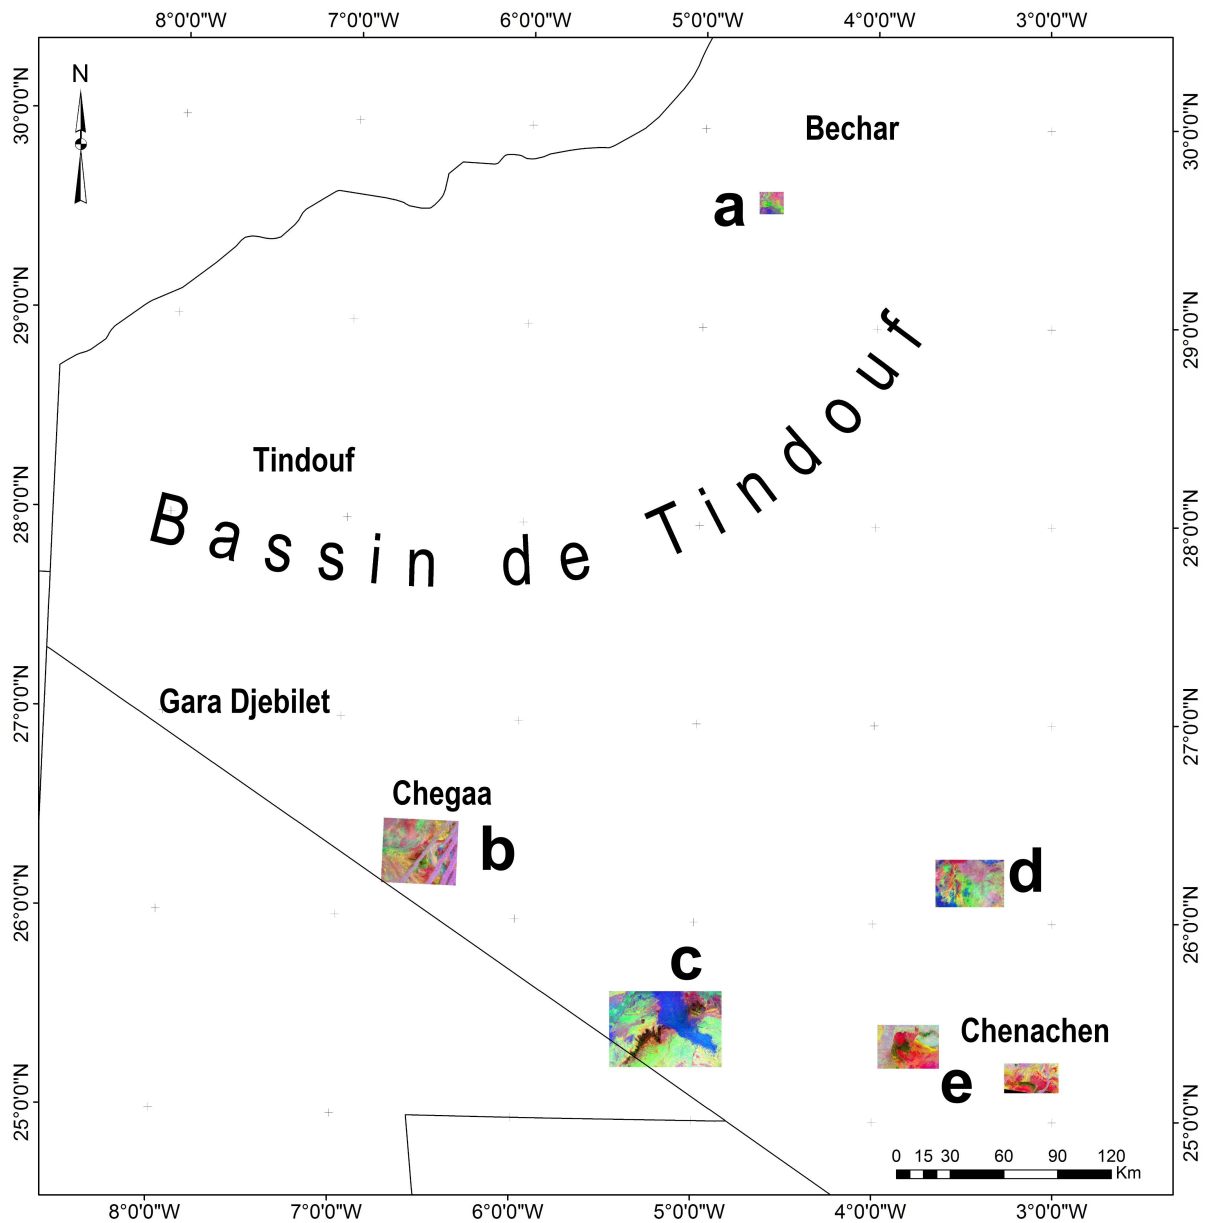 8°0'0"W 7°0'0"W 6°0'0"W 5°0'0"W 4°0'0"W 3°0'0"W
N
30°0'0"N
30°0'0"N
Bechar
a
29°0'0"N
29°0'0"N
Tindouf
28°0'0"N
28°0'0"N
Bassin de Tindouf
27°0'0"N
27°0'0"N
Gara Djebilet
Chegaa
b
d
26°0'0"N
26°0'0"N
c
Chenachen
e
25°0'0"N
25°0'0"N
0 15 30 60 90 120
Km
8°0'0"W 7°0'0"W 6°0'0"W 5°0'0"W 4°0'0"W 3°0'0"W